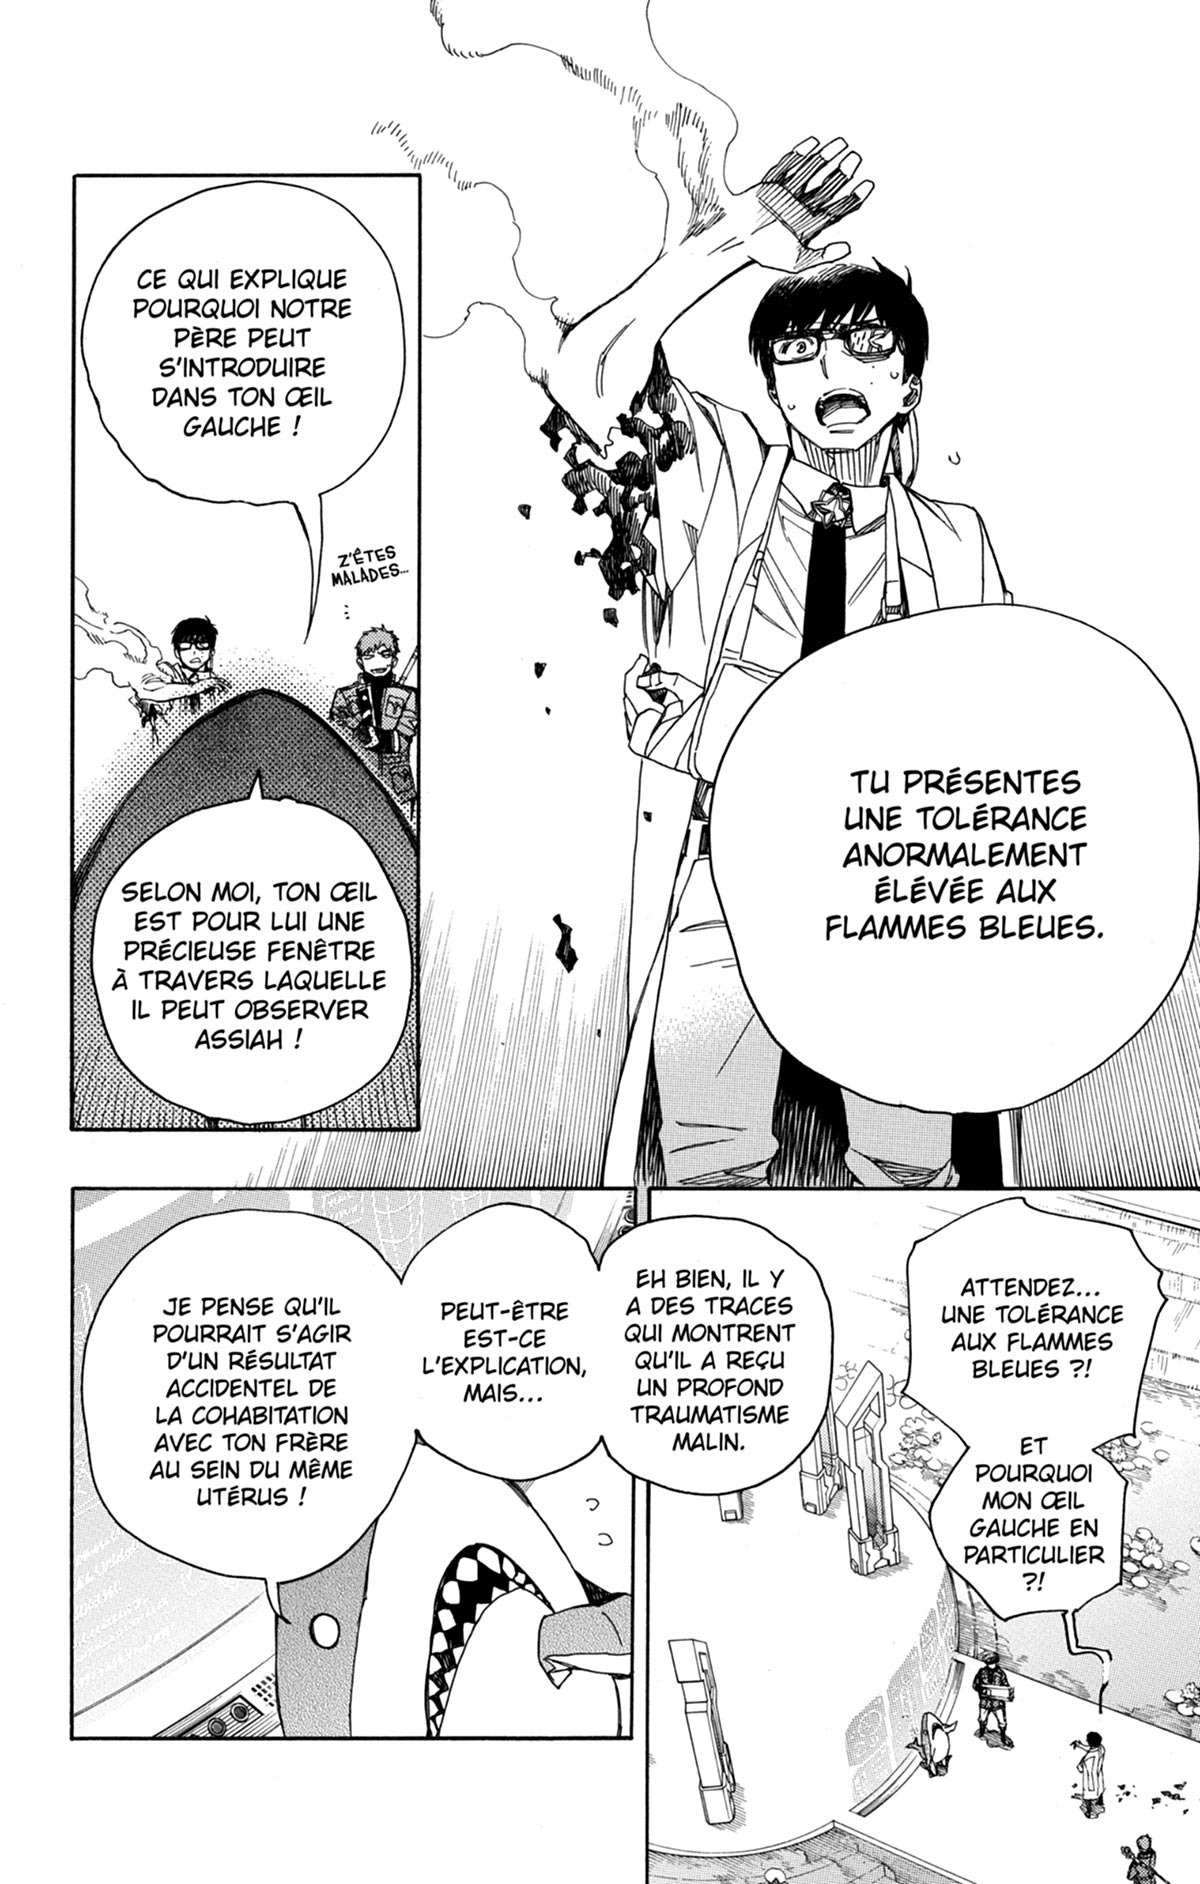 TU PRÉSENTES
UNE TOLÉRANCE
ANORMALEMENT
ÉLÉVÉE AUX
FLAMMES BLEUES.
CE QUI EXPLIQUE
POURQUOI NOTRE
PÈRE PEUT
S'INTRODUIRE
DANS TON ŒIL
GAUCHE !
Z'ÊTES
MALADES...
...
SELON MOI, TON ŒIL
EST POUR LUI UNE
PRÉCIEUSE FENÊTRE
À TRAVERS LAQUELLE
IL PEUT OBSERVER
ASSIAH !
ATTENDEZ...
UNE TOLÉRANCE
AUX FLAMMES
BLEUES ?!
ET
POURQUOI
MON ŒIL
GAUCHE EN
PARTICULIER
?!
EH BIEN, IL Y
A DES TRACES
QUI MONTRENT
QU'IL A REÇU
UN PROFOND
TRAUMATISME
MALIN.
PEUT-ÊTRE
EST-CE
L'EXPLICATION,
MAIS...
JE PENSE QU'IL
POURRAIT S'AGIR
D'UN RÉSULTAT
ACCIDENTEL DE
LA COHABITATION
AVEC TON FRÈRE
AU SEIN DU MÊME
UTÉRUS !